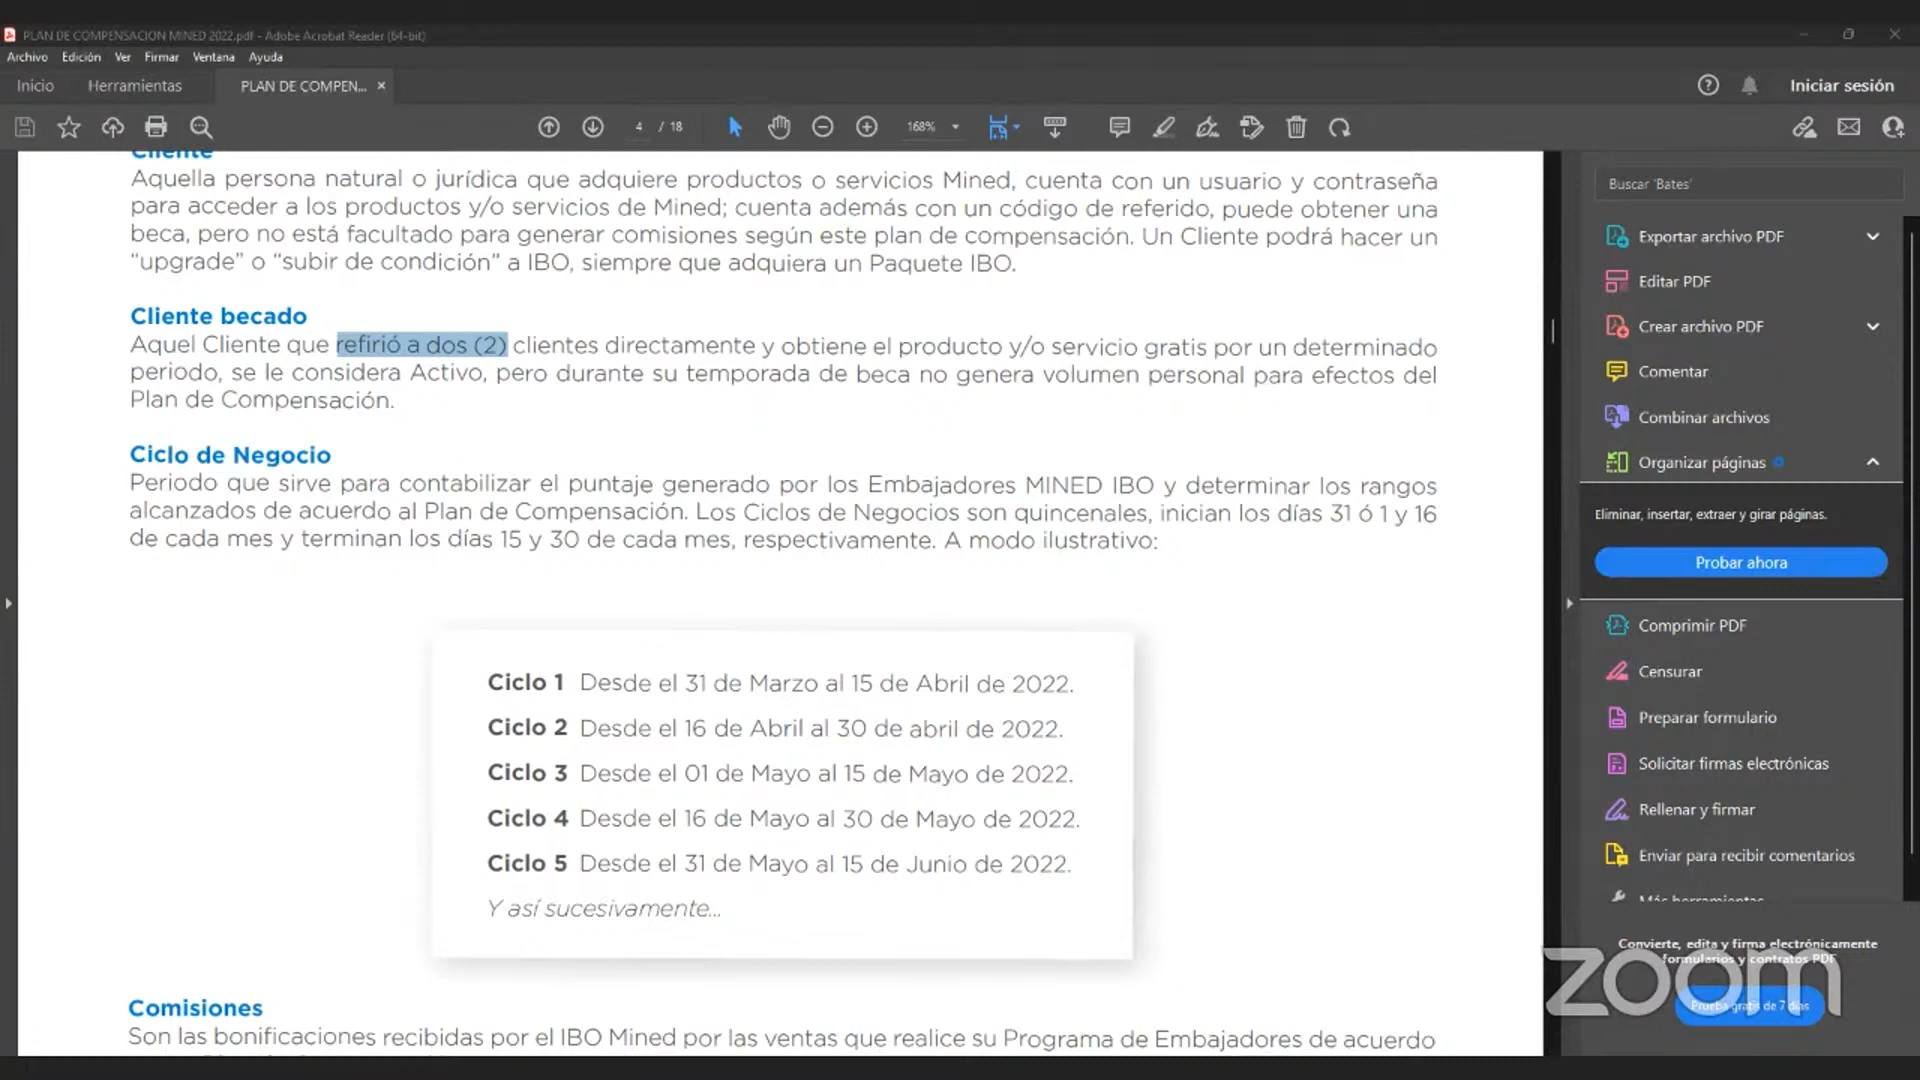 PLAN DE COMPENSACION MINED 2022.pdf - Adobe Acrobat Reader (64-bit)
Archivo Edición Ver Firmar Ventana Ayuda
Inicio Herramientas PLAN DE COMPEN... × Iniciar sesión
4 / 18 168%
Cliente
Aquella persona natural o jurídica que adquiere productos o servicios Mined, cuenta con un usuario y contraseña
para acceder a los productos y/o servicios de Mined; cuenta además con un código de referido, puede obtener una
beca, pero no está facultado para generar comisiones según este plan de compensación. Un Cliente podrá hacer un
“upgrade” o “subir de condición” a IBO, siempre que adquiera un Paquete IBO.
Cliente becado
Aquel Cliente que refirió a dos (2) clientes directamente y obtiene el producto y/o servicio gratis por un determinado
periodo, se le considera Activo, pero durante su temporada de beca no genera volumen personal para efectos del
Plan de Compensación.
Ciclo de Negocio
Periodo que sirve para contabilizar el puntaje generado por los Embajadores MINED IBO y determinar los rangos
alcanzados de acuerdo al Plan de Compensación. Los Ciclos de Negocios son quincenales, inician los días 31 ó 1 y 16
de cada mes y terminan los días 15 y 30 de cada mes, respectivamente. A modo ilustrativo:
Ciclo 1 Desde el 31 de Marzo al 15 de Abril de 2022.
Ciclo 2 Desde el 16 de Abril al 30 de abril de 2022.
Ciclo 3 Desde el 01 de Mayo al 15 de Mayo de 2022.
Ciclo 4 Desde el 16 de Mayo al 30 de Mayo de 2022.
Ciclo 5 Desde el 31 de Mayo al 15 de Junio de 2022.
Y así sucesivamente...
Comisiones
Son las bonificaciones recibidas por el IBO Mined por las ventas que realice su Programa de Embajadores de acuerdo
Buscar 'Bates'
Exportar archivo PDF
Editar PDF
Crear archivo PDF
Comentar
Combinar archivos
Organizar páginas
Eliminar, insertar, extraer y girar páginas.
Probar ahora
Comprimir PDF
Censurar
Preparar formulario
Solicitar firmas electrónicas
Rellenar y firmar
Enviar para recibir comentarios
Más herramientas
Convierte, edita y firma electrónicamente
formularios y contratos PDF
Prueba gratis de 7 días
zoom